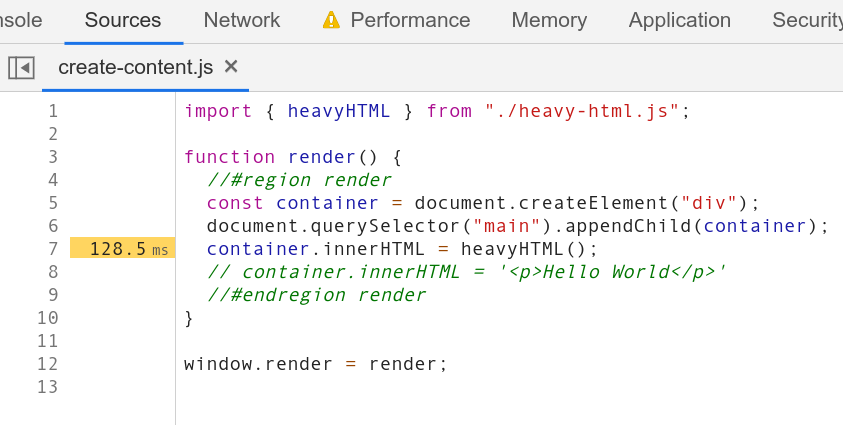 nsole Sources Network Performance Memory Application Security
create-content.js ✕
1 import { heavyHTML } from "./heavy-html.js";
2
3 function render() {
4 //#region render
5 const container = document.createElement("div");
6 document.querySelector("main").appendChild(container);
7 128.5 ms container.innerHTML = heavyHTML();
8 // container.innerHTML = '<p>Hello World</p>'
9 //#endregion render
10 }
11
12 window.render = render;
13